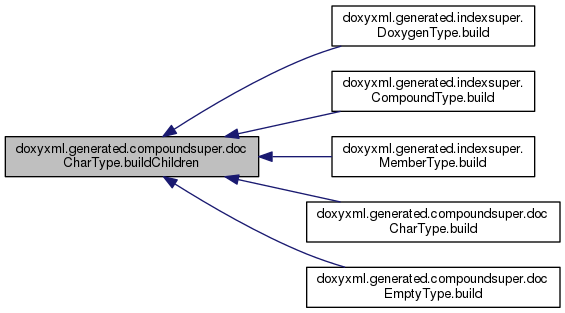 doxyxml.generated.indexsuper.
DoxygenType.build
doxyxml.generated.indexsuper.
CompoundType.build
doxyxml.generated.compoundsuper.doc
CharType.buildChildren
doxyxml.generated.indexsuper.
MemberType.build
doxyxml.generated.compoundsuper.doc
CharType.build
doxyxml.generated.compoundsuper.doc
EmptyType.build